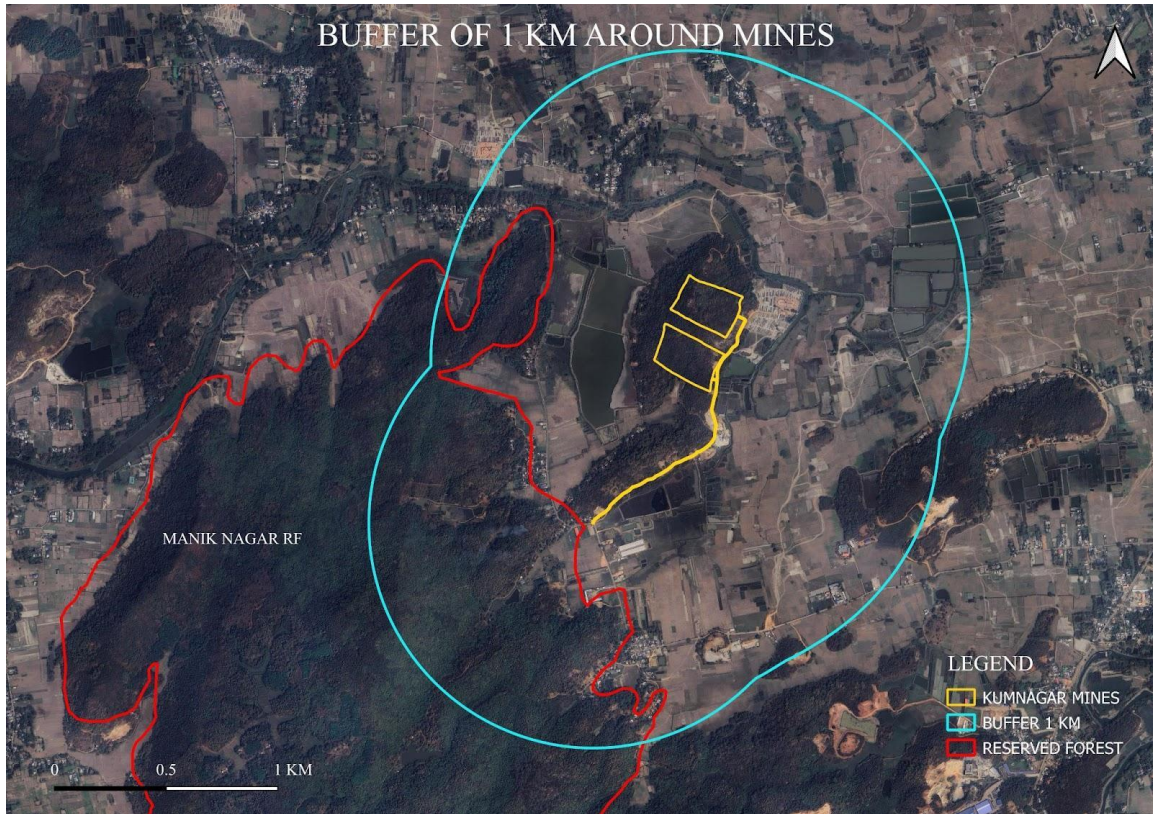 BUFFER OF 1 KM AROUND MINES
MANIK NAGAR RF
LEGEND
KUMNAGAR MINES
BUFFER 1 KM
RESERVED FOREST
0 0.5 1 KM